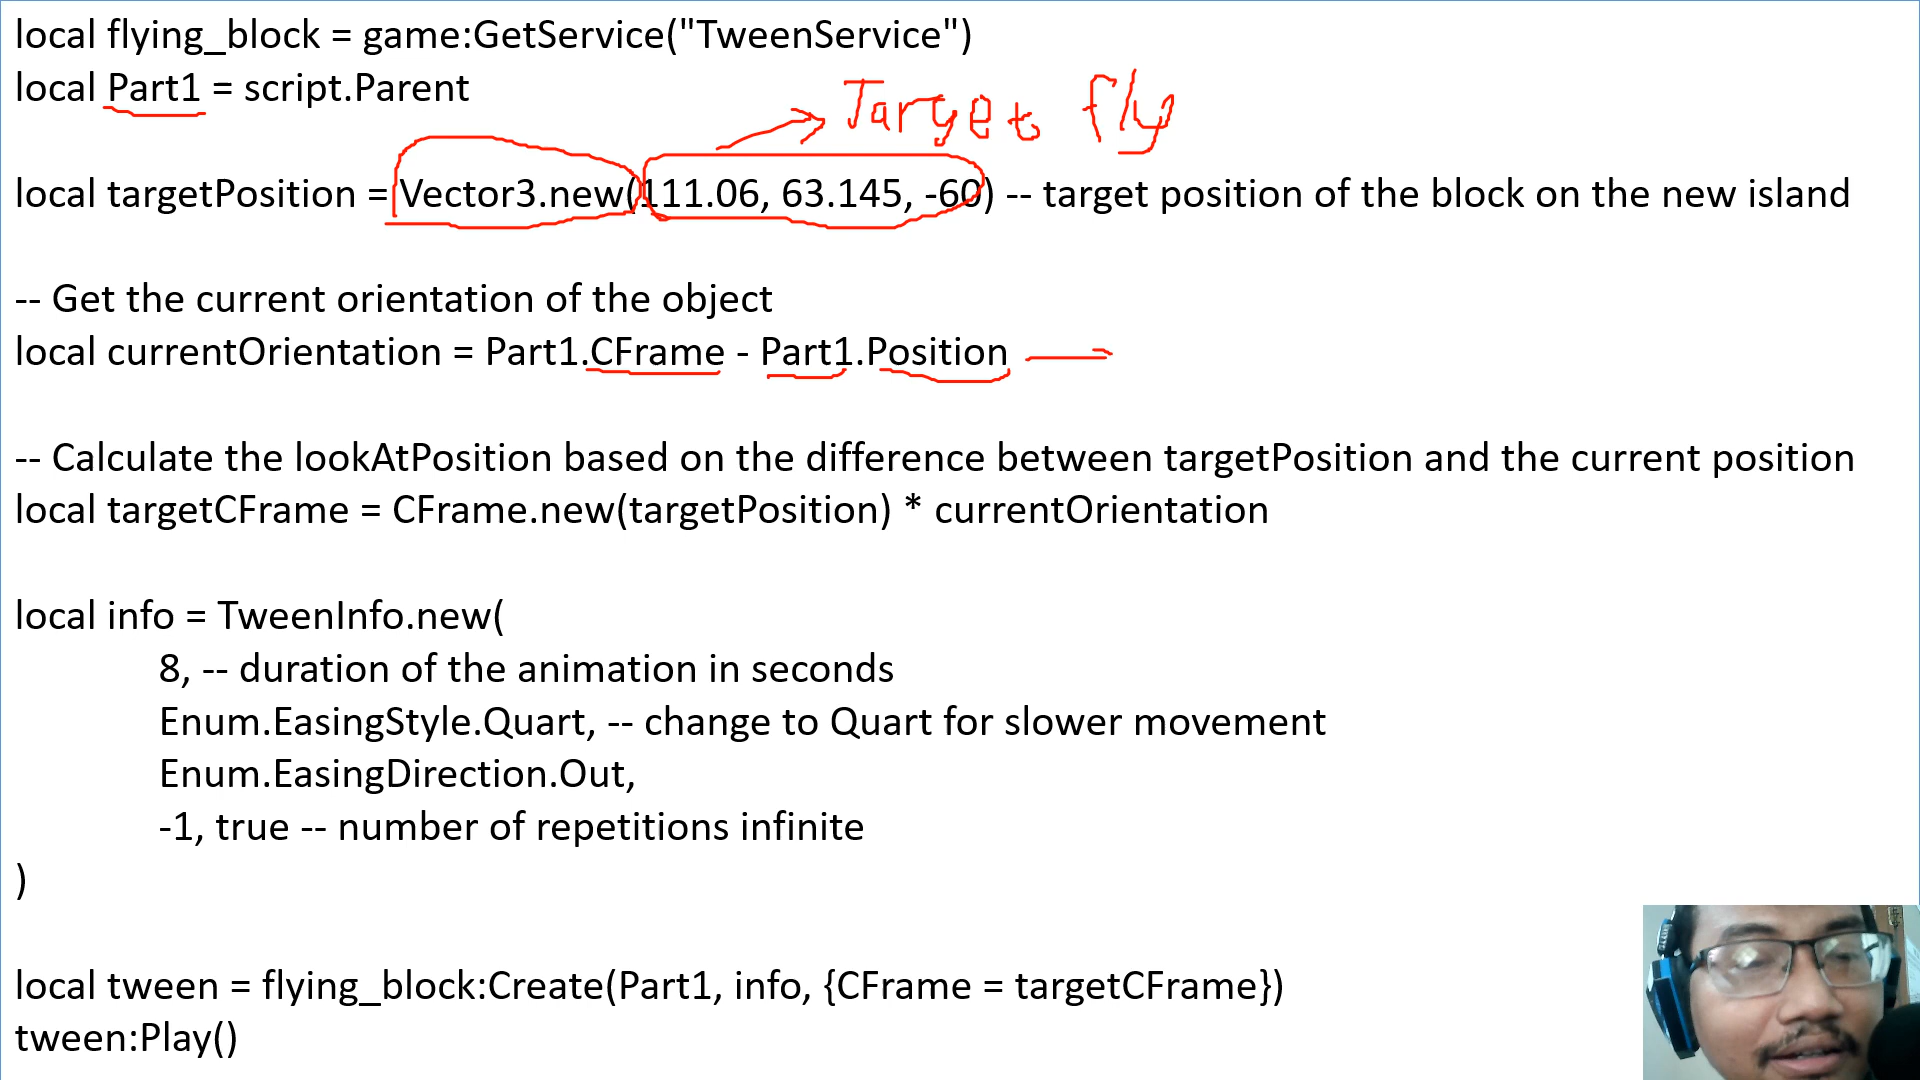 local flying_block = game:GetService("TweenService")
local Part1 = script.Parent
Target fly
local targetPosition = Vector3.new(111.06, 63.145, -60) -- target position of the block on the new island
-- Get the current orientation of the object
local currentOrientation = Part1.CFrame - Part1.Position
-- Calculate the lookAtPosition based on the difference between targetPosition and the current position
local targetCFrame = CFrame.new(targetPosition) * currentOrientation
local info = TweenInfo.new(
8, -- duration of the animation in seconds
Enum.EasingStyle.Quart, -- change to Quart for slower movement
Enum.EasingDirection.Out,
-1, true -- number of repetitions infinite
)
local tween = flying_block:Create(Part1, info, {CFrame = targetCFrame})
tween:Play()